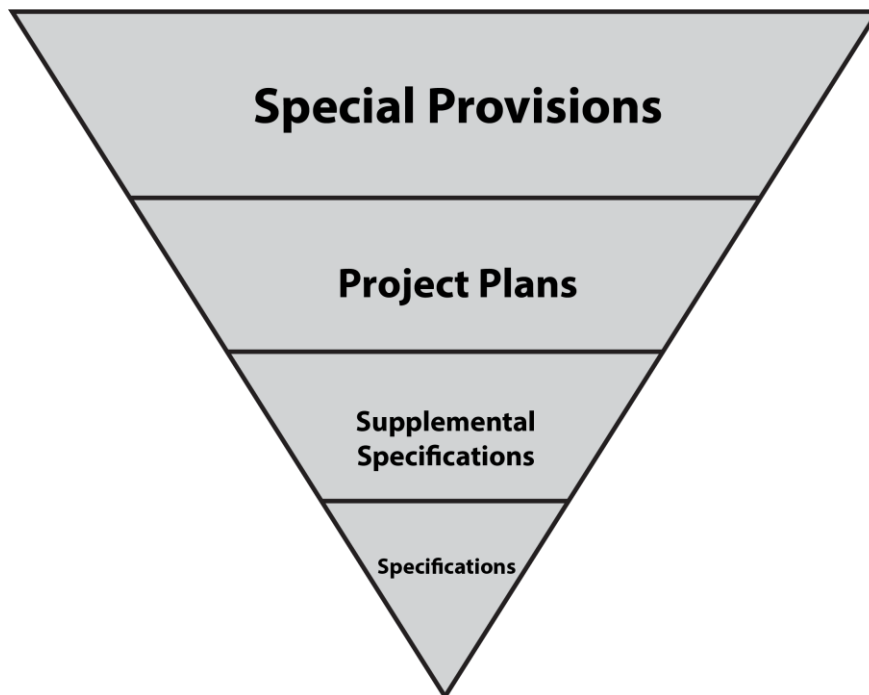 Special Provisions
Project Plans
Supplemental
Specifications
Specifications